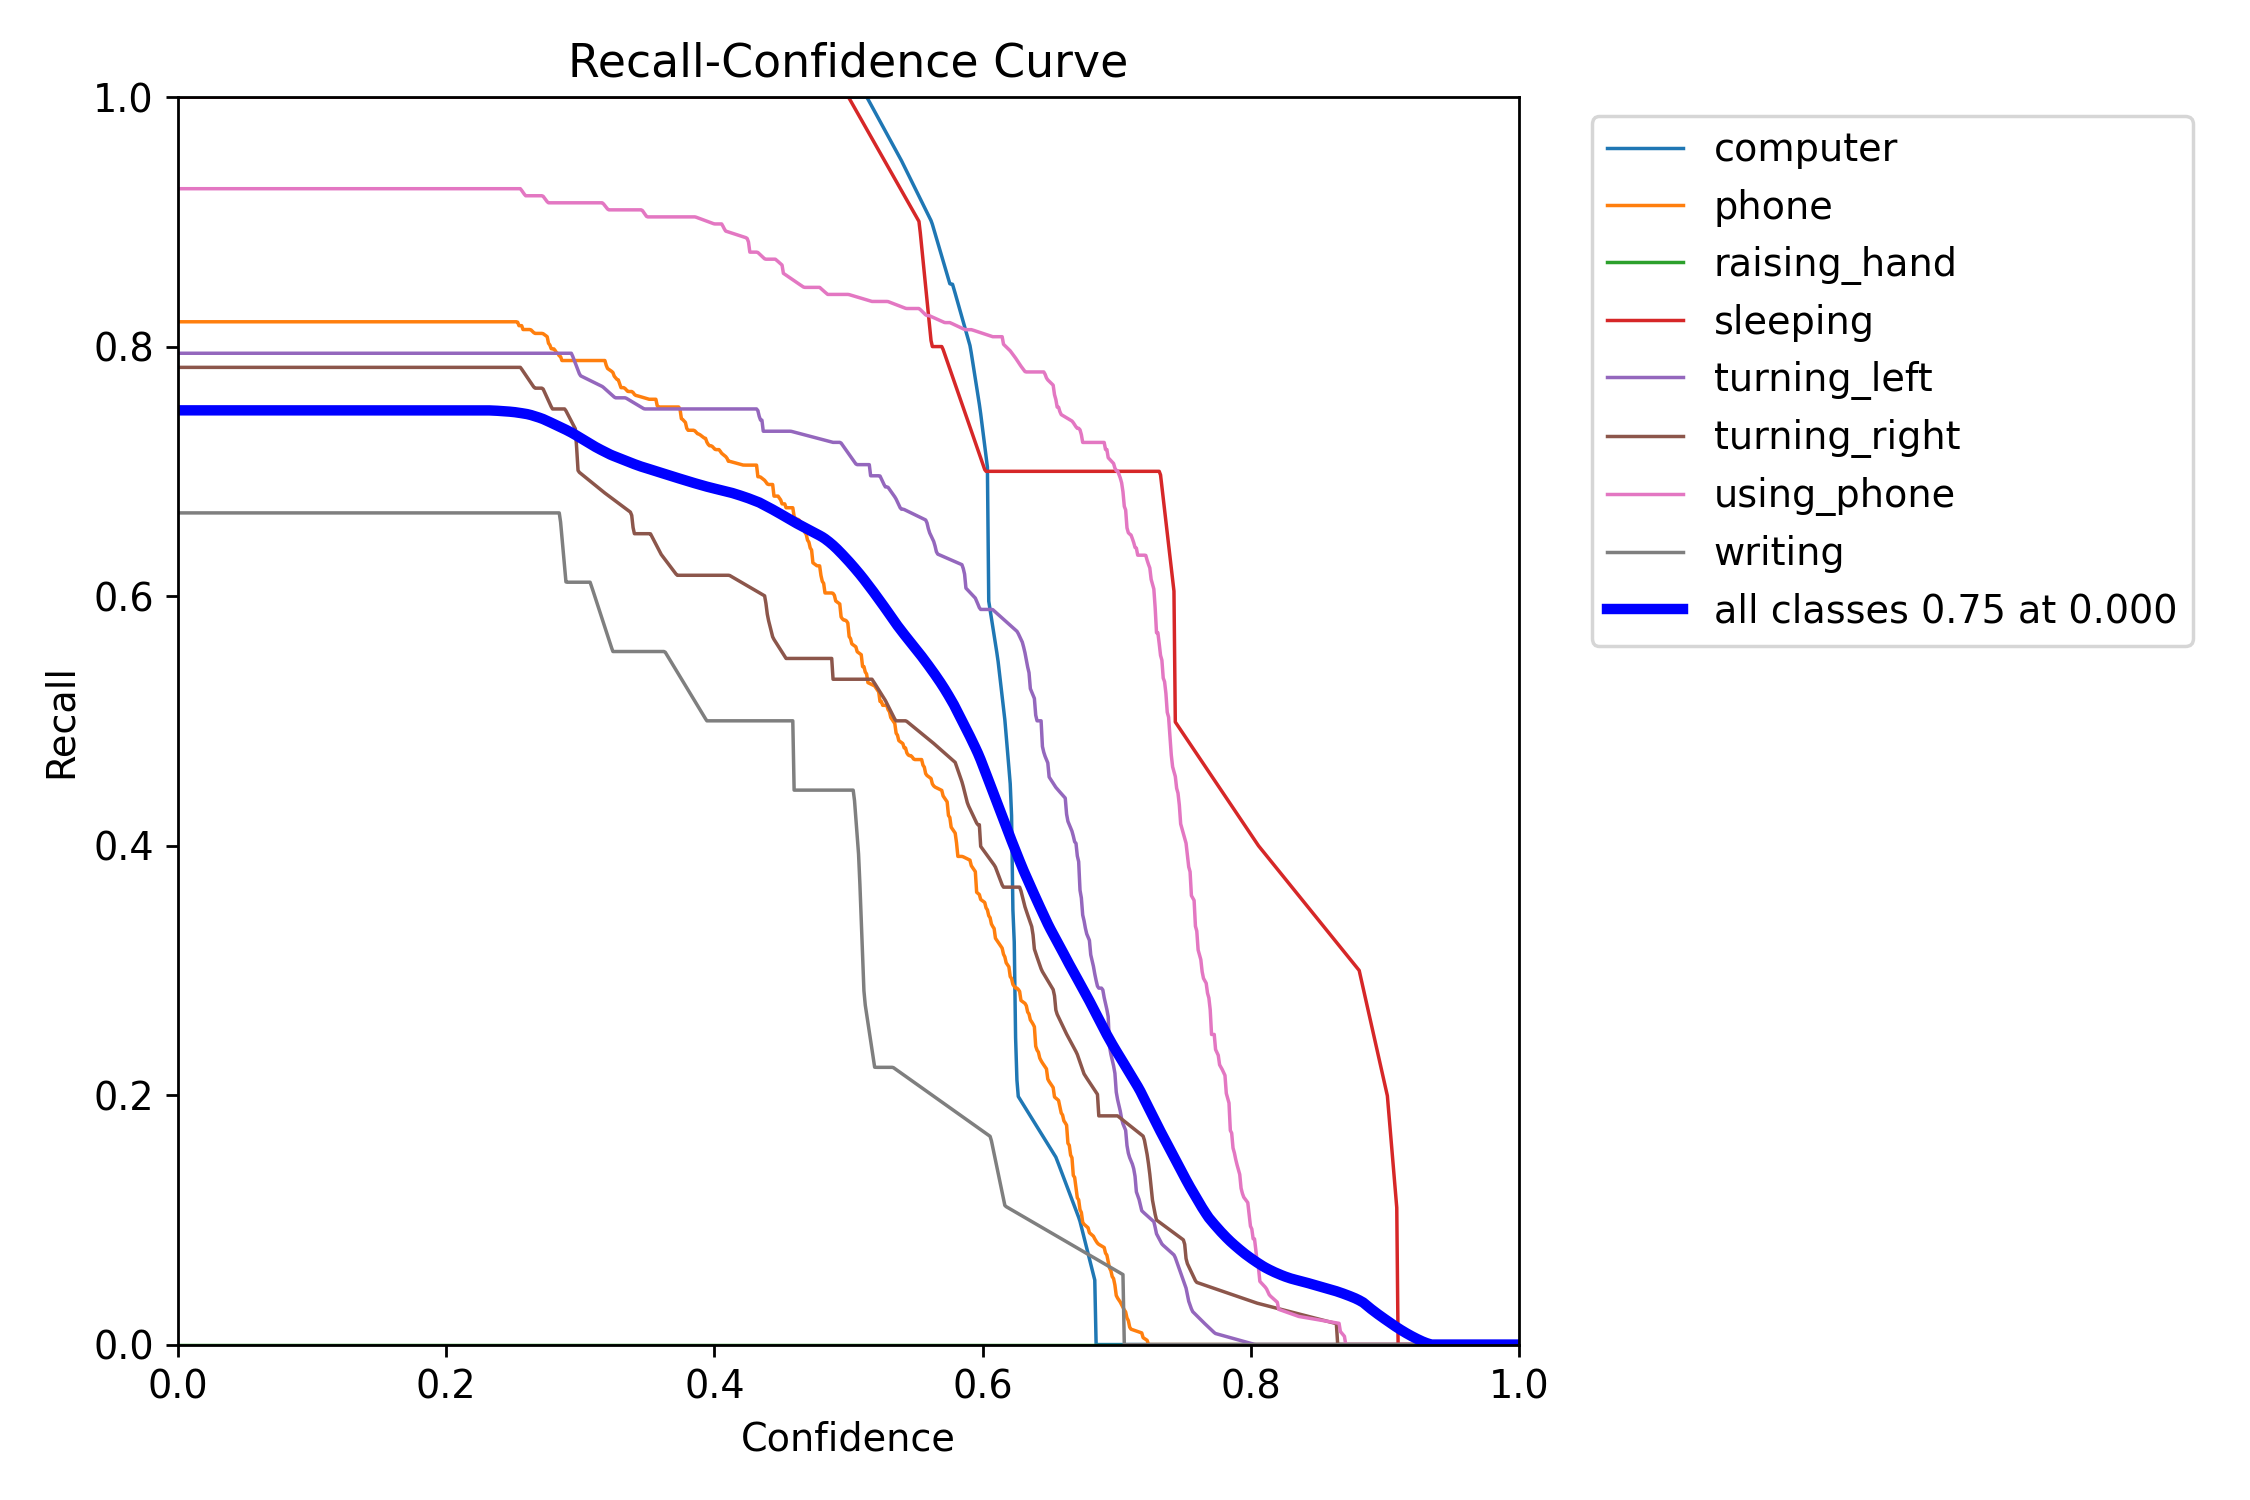 Recall-Confidence Curve
1.0
0.8
0.6
0.4
0.2
0.0
Recall
0.0 0.2 0.4 0.6 0.8 1.0
Confidence
computer
phone
raising_hand
sleeping
turning_left
turning_right
using_phone
writing
all classes 0.75 at 0.000